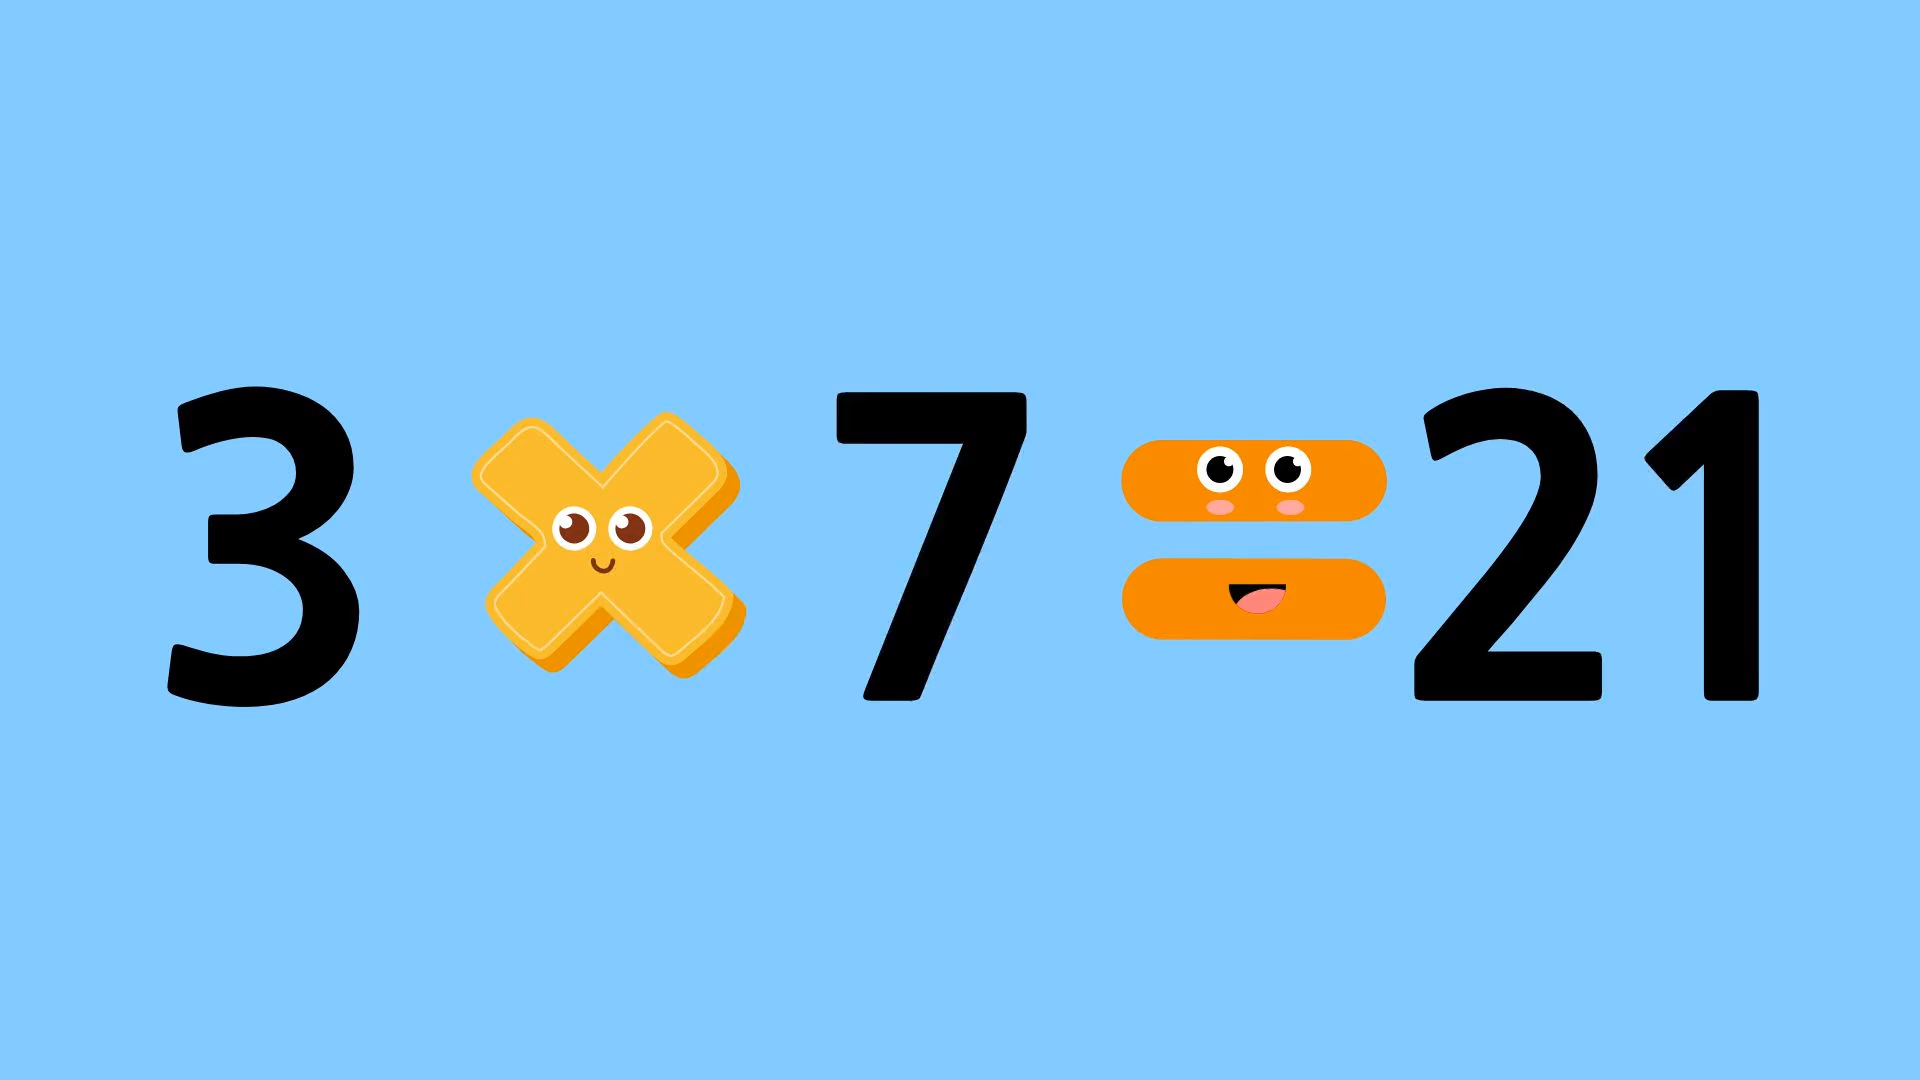 3 × 7 = 21